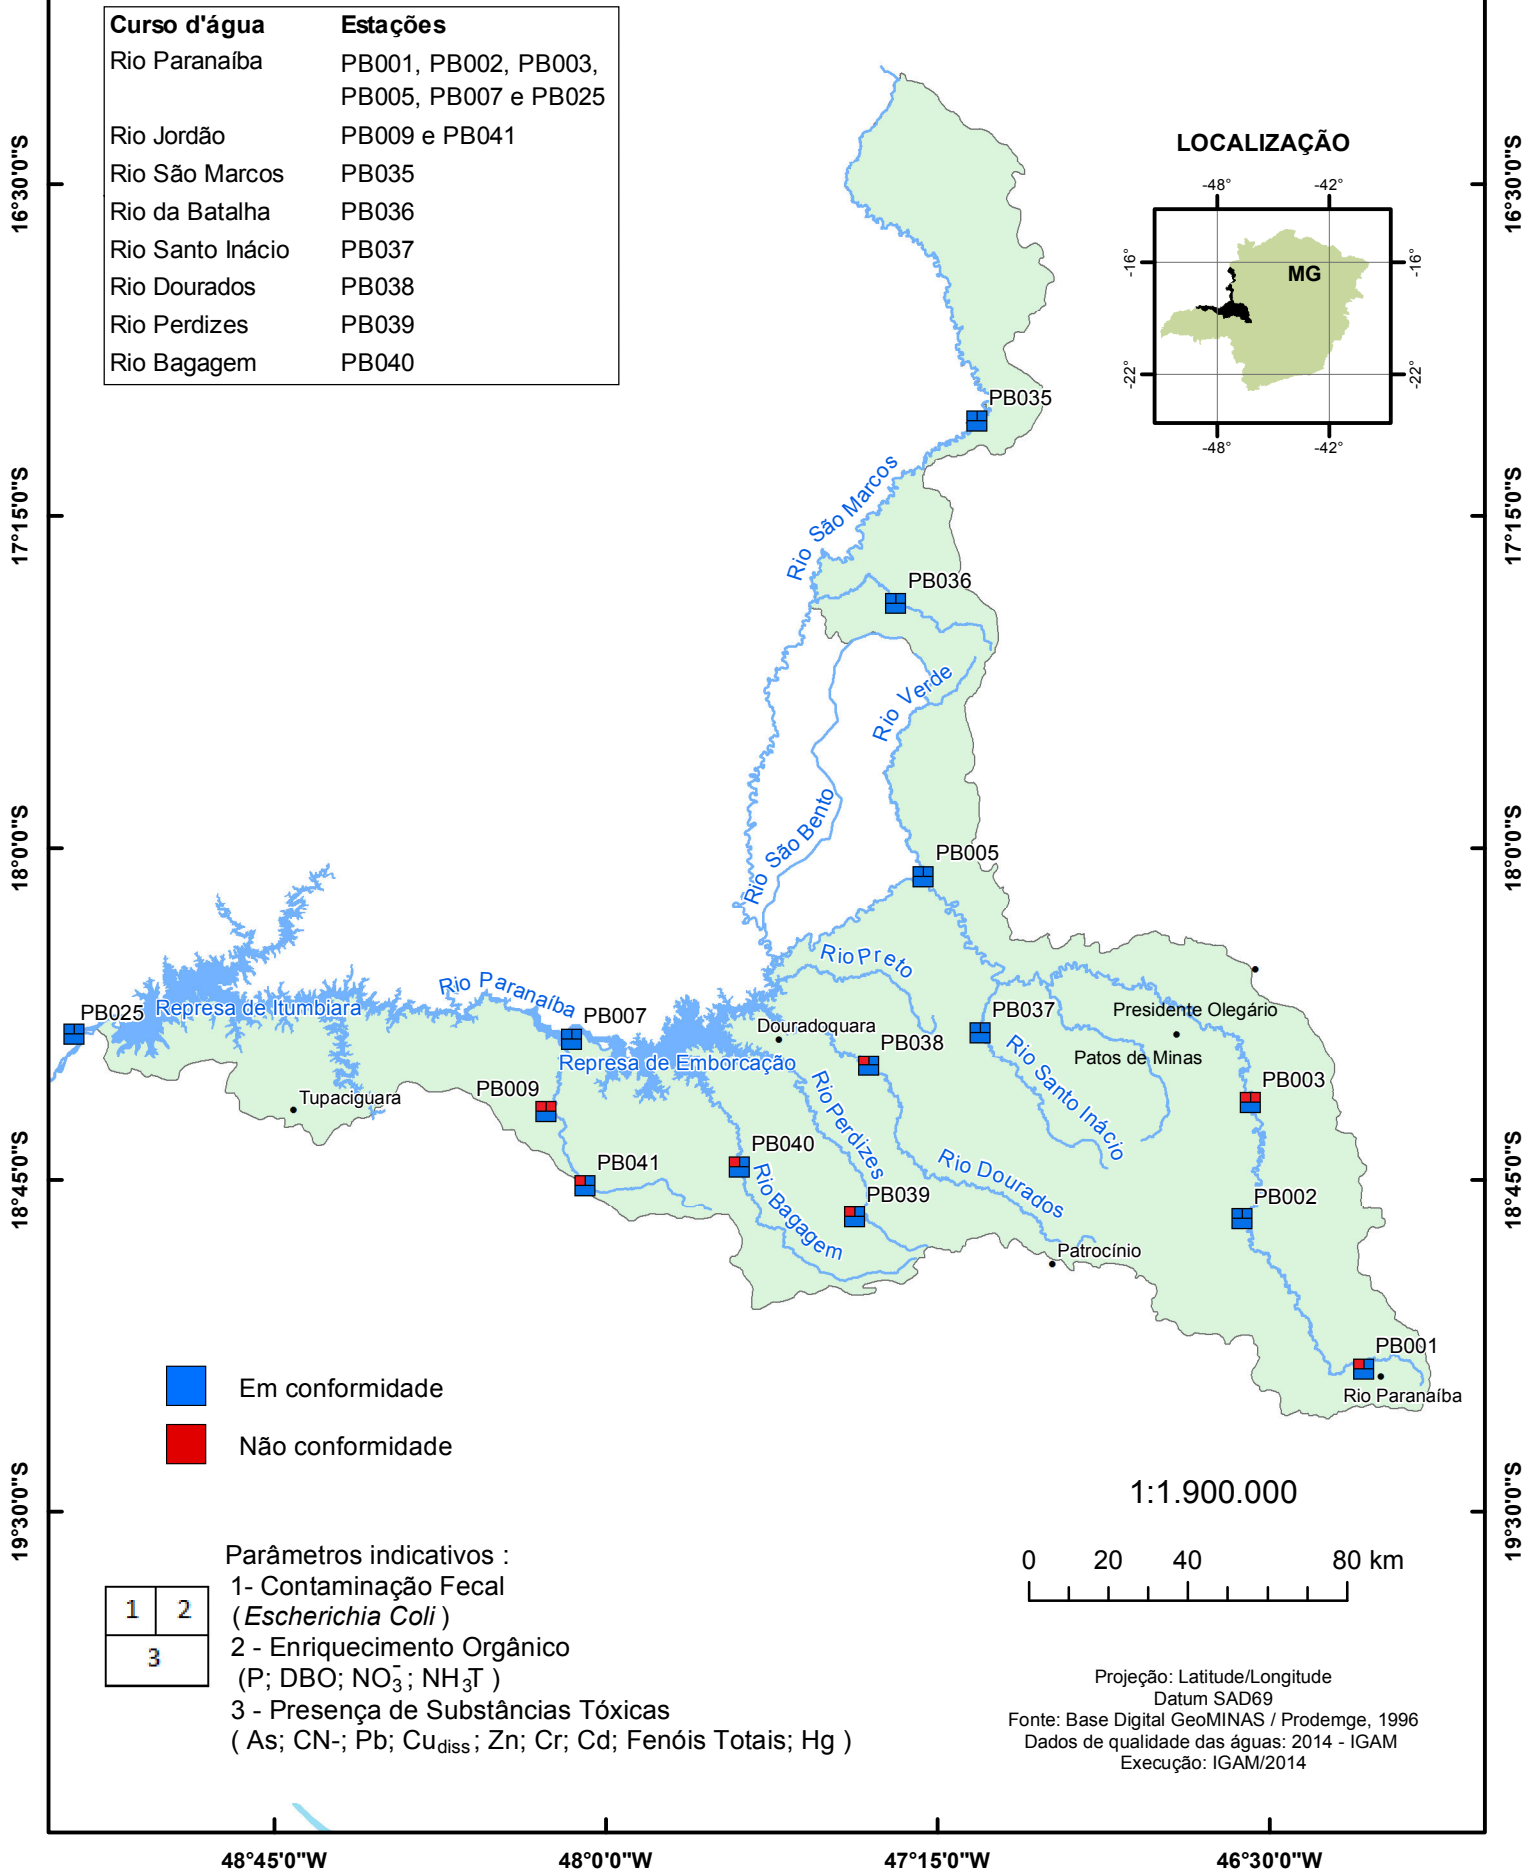 Curso d'água Estações
Rio Paranaíba PB001, PB002, PB003,
PB005, PB007 e PB025
Rio Jordão PB009 e PB041
Rio São Marcos PB035
Rio da Batalha PB036
Rio Santo Inácio PB037
Rio Dourados PB038
Rio Perdizes PB039
Rio Bagagem PB040
LOCALIZAÇÃO
-48° -42°
-16° MG -16°
-22° -22°
-48° -42°
16°30'0"S 16°30'0"S
17°15'0"S 17°15'0"S
18°0'0"S 18°0'0"S
18°45'0"S 18°45'0"S
19°30'0"S 19°30'0"S
PB035
Rio São Marcos
PB036
Rio Verde
Rio São Bento
PB005
Rio Preto
Rio Paranaíba
PB025
Represa de Itumbiara
PB007
PB037
Presidente Olegário
Douradoquara
PB038
Patos de Minas
Represa de Emborcação
Rio Santo Inácio
PB003
PB009
Tupaciguara
Rio Perdizes
PB040
PB041
Rio Dourados
PB039
PB002
Rio Bagagem
Patrocínio
PB001
Rio Paranaíba
Em conformidade
Não conformidade
1:1.900.000
0 20 40 80 km
Parâmetros indicativos :
1- Contaminação Fecal
(Escherichia Coli )
2 - Enriquecimento Orgânico
(P; DBO; NO3-; NH3T )
3 - Presença de Substâncias Tóxicas
( As; CN-; Pb; Cudiss; Zn; Cr; Cd; Fenóis Totais; Hg )
1 2
3
Projeção: Latitude/Longitude
Datum SAD69
Fonte: Base Digital GeoMINAS / Prodemge, 1996
Dados de qualidade das águas: 2014 - IGAM
Execução: IGAM/2014
48°45'0"W 48°0'0"W 47°15'0"W 46°30'0"W